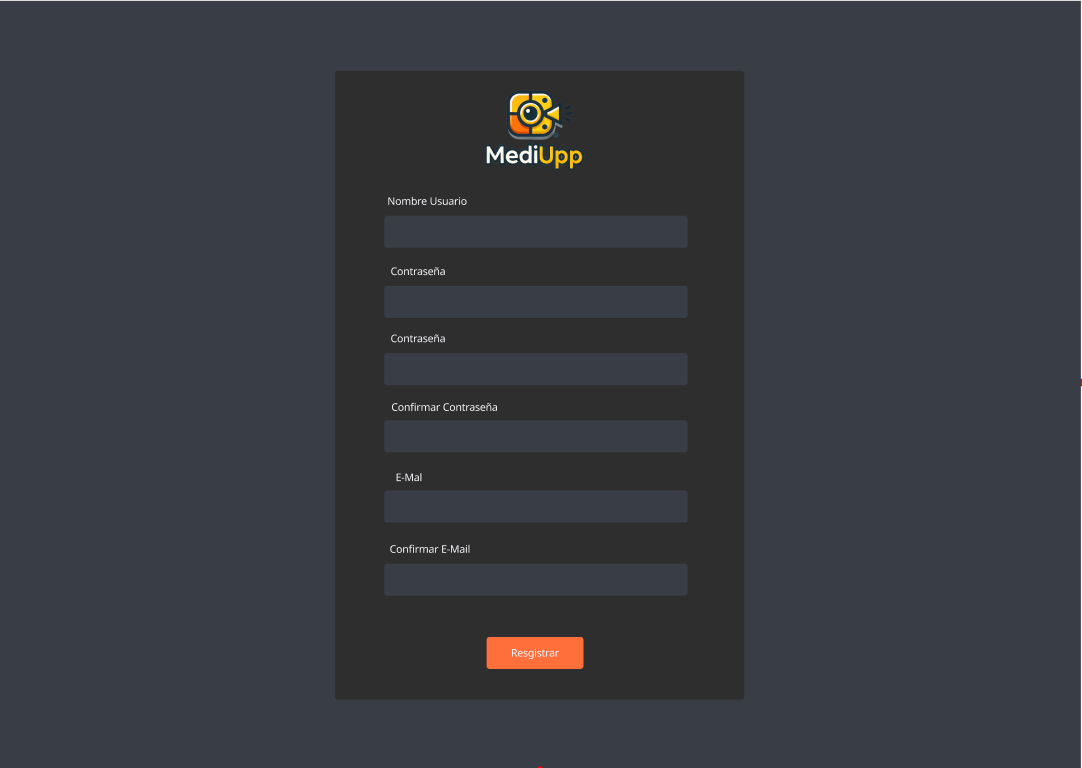 MediUpp
Nombre Usuario
Contraseña
Contraseña
Confirmar Contraseña
E-Mal
Confirmar E-Mail
Resgistrar